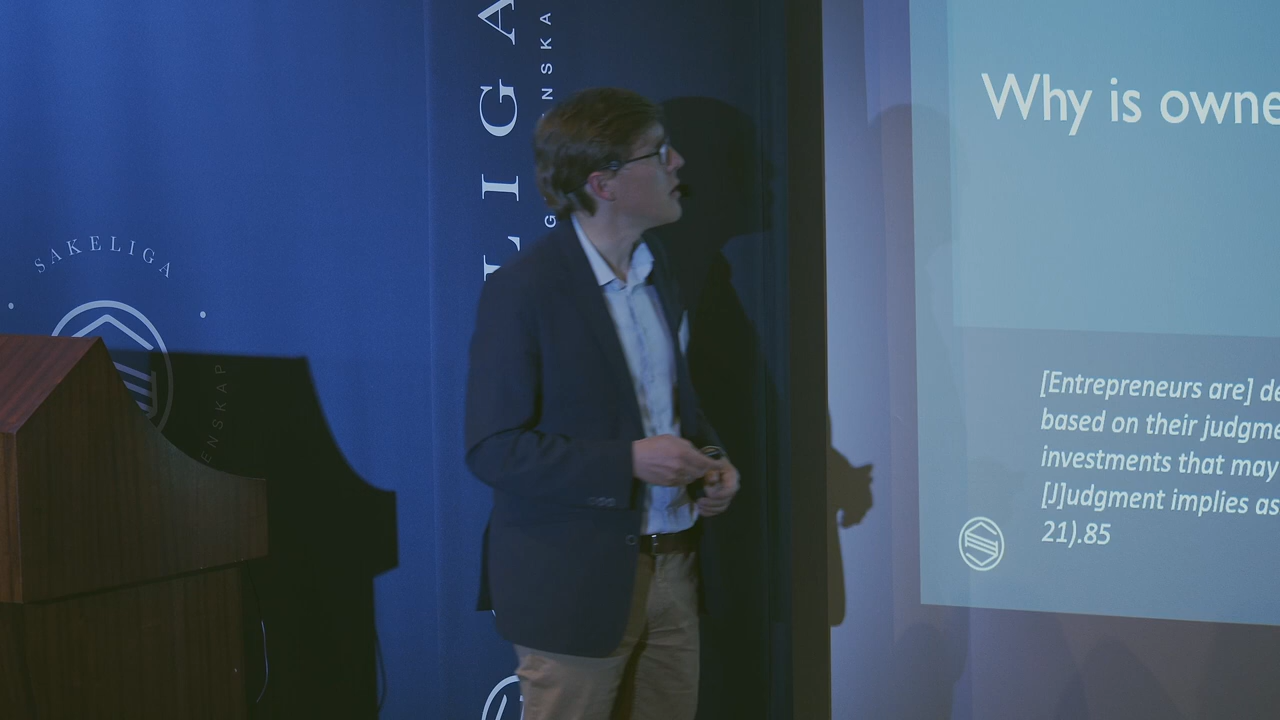 SAKELIGA
ENSKAP
LIGA
G
NSKA
Why is owne
[Entrepreneurs are] de
based on their judgme
investments that may
[J]udgment implies as
21).85